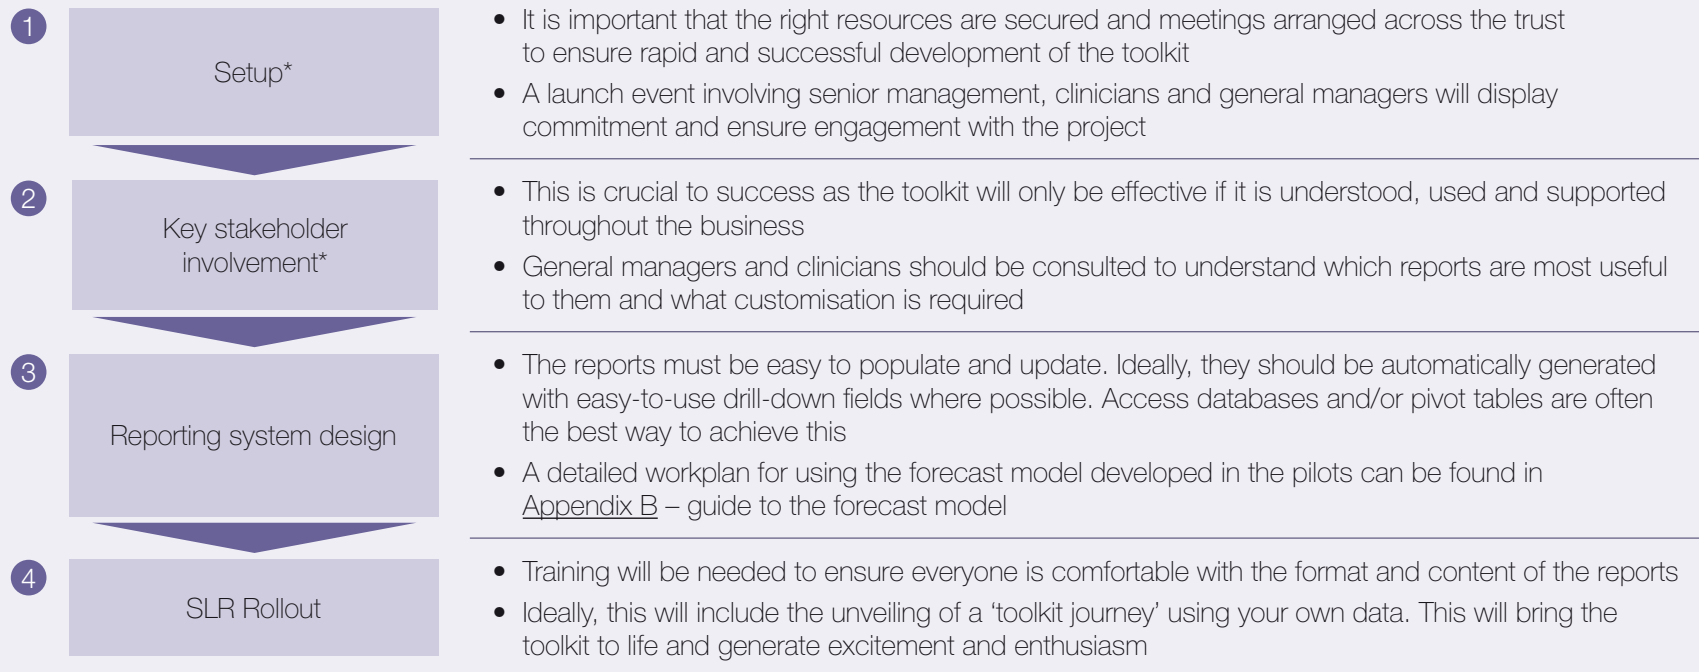 1
Setup*
• It is important that the right resources are secured and meetings arranged across the trust
to ensure rapid and successful development of the toolkit
• A launch event involving senior management, clinicians and general managers will display
commitment and ensure engagement with the project
2
Key stakeholder
involvement*
• This is crucial to success as the toolkit will only be effective if it is understood, used and supported
throughout the business
• General managers and clinicians should be consulted to understand which reports are most useful
to them and what customisation is required
3
Reporting system design
• The reports must be easy to populate and update. Ideally, they should be automatically generated
with easy-to-use drill-down fields where possible. Access databases and/or pivot tables are often
the best way to achieve this
• A detailed workplan for using the forecast model developed in the pilots can be found in
Appendix B – guide to the forecast model
4
SLR Rollout
• Training will be needed to ensure everyone is comfortable with the format and content of the reports
• Ideally, this will include the unveiling of a ‘toolkit journey’ using your own data. This will bring the
toolkit to life and generate excitement and enthusiasm